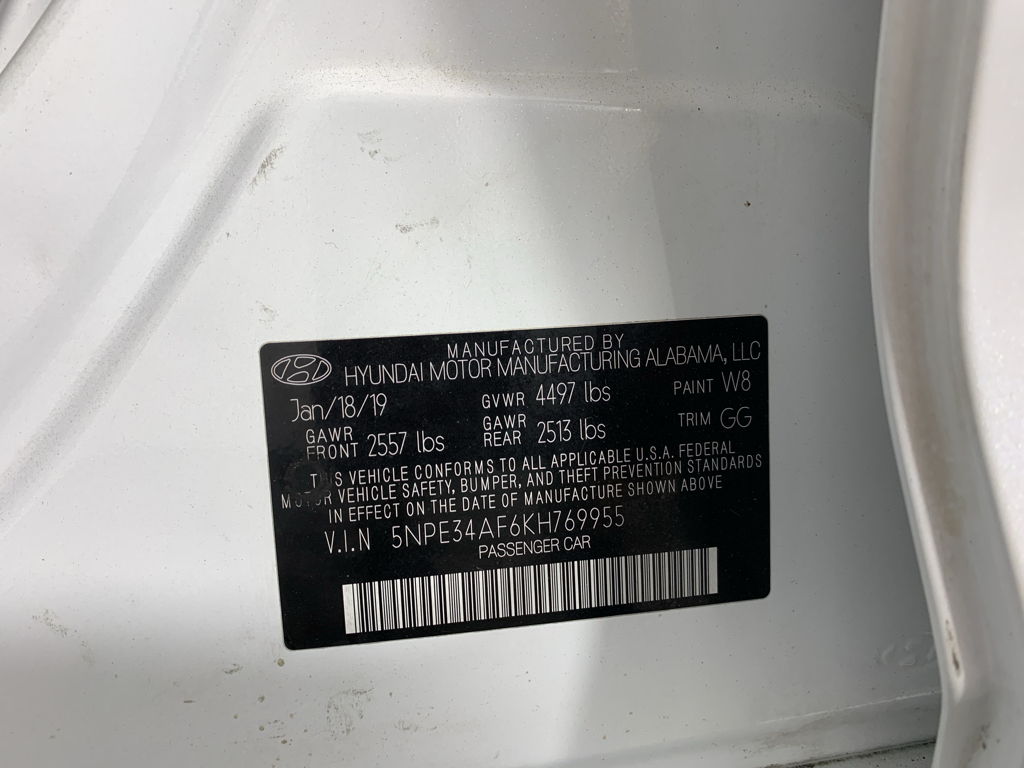 MANUFACTURED BY
HYUNDAI MOTOR MANUFACTURING ALABAMA, LLC
Jan/18/19 GVWR 4497 lbs PAINT W8
GAWR FRONT 2557 lbs GAWR REAR 2513 lbs TRIM GG
THIS VEHICLE CONFORMS TO ALL APPLICABLE U.S.A. FEDERAL
MOTOR VEHICLE SAFETY, BUMPER, AND THEFT PREVENTION STANDARDS
IN EFFECT ON THE DATE OF MANUFACTURE SHOWN ABOVE
V.I.N 5NPE34AF6KH769955
PASSENGER CAR